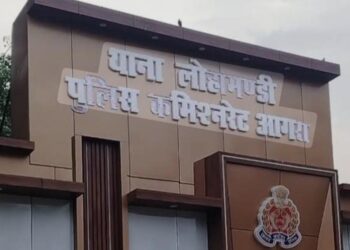 थाना लोहामण्डी
पुलिस कमिश्नरेट आगरा